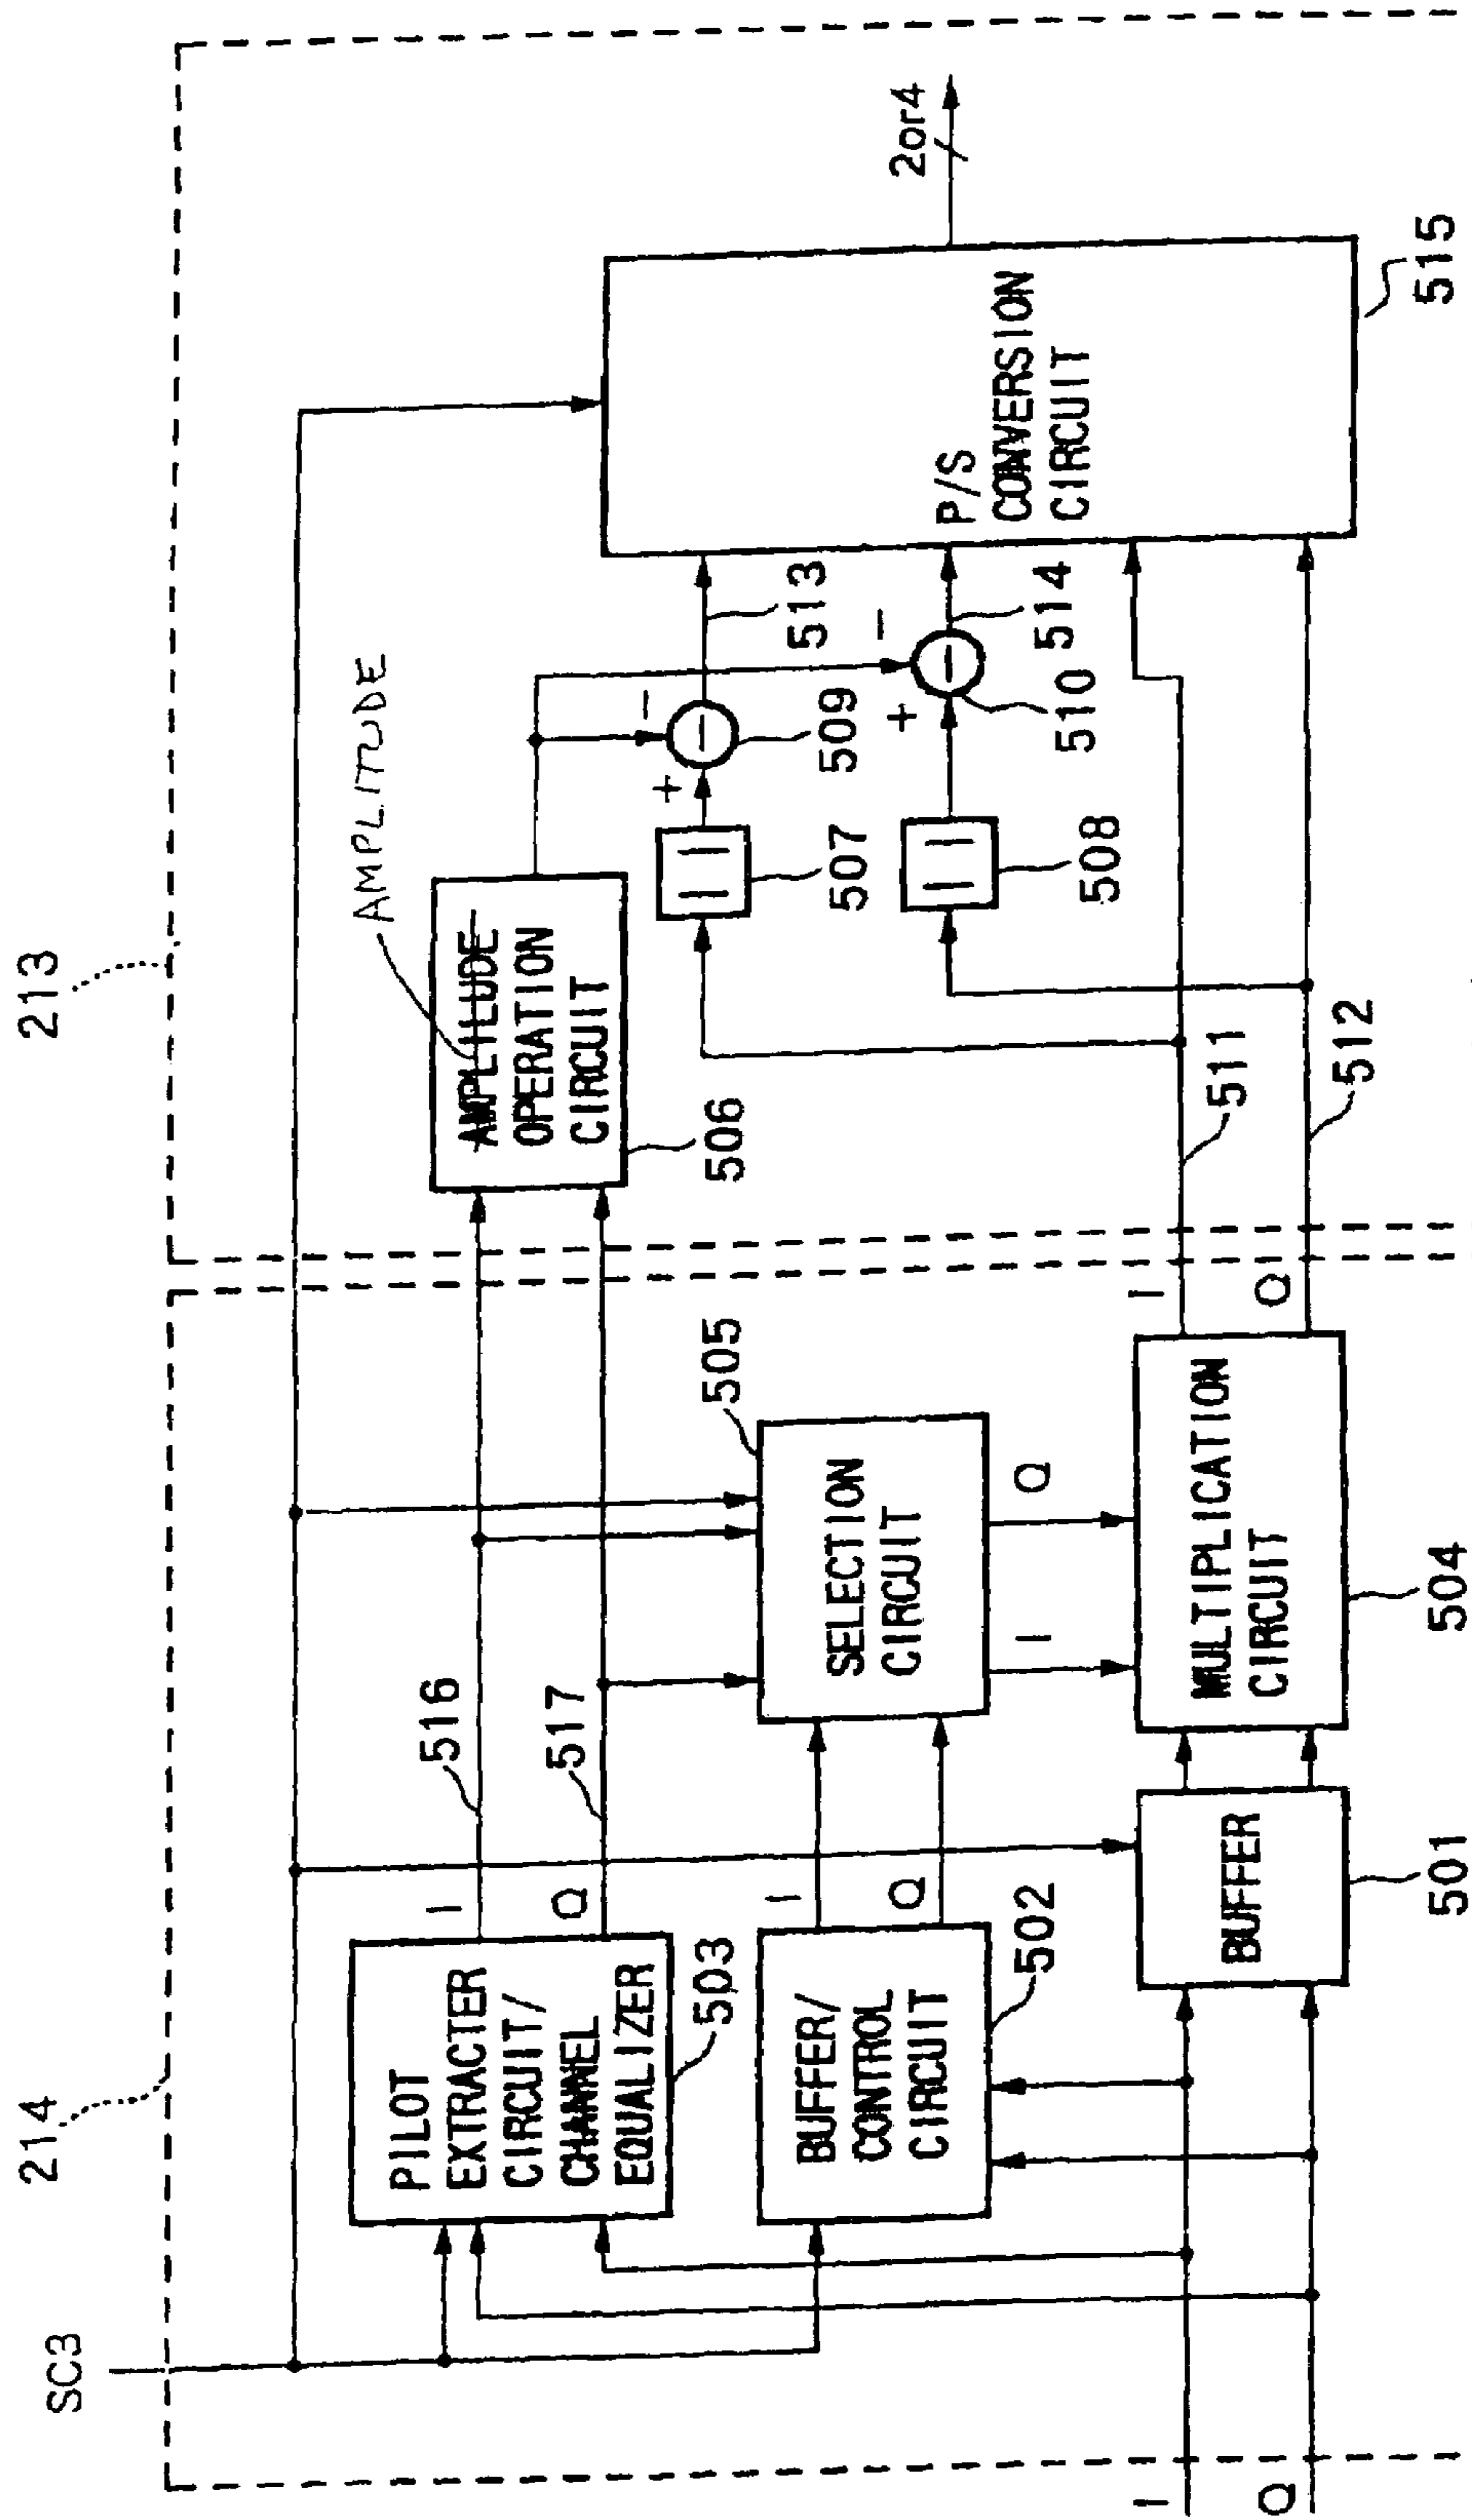 213
214
SC3
AMPLITUDE
2or4
PILOT
EXTRACTER
CIRCUIT/
CHANNEL
EQUALIZER
503
I
516
Q
517
OPERATION
CIRCUIT
506
BUFFER/
CONTROL
CIRCUIT
502
I
Q
SELECTION
CIRCUIT
505
I
Q
507
+
-
509
513
508
+
-
510
514
P/S
CONVERSION
CIRCUIT
515
I
Q
BUFFER
501
MULTIPLICATION
CIRCUIT
504
I
Q
511
512